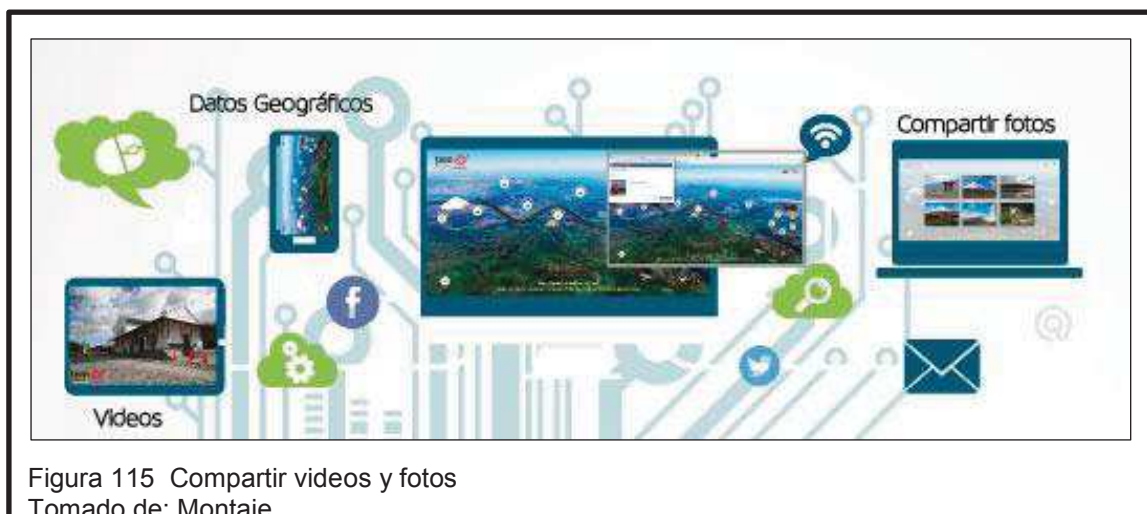 Datos Geográficos
Compartir fotos
Videos
Figura 115 Compartir videos y fotos
Tomado de: Montaje